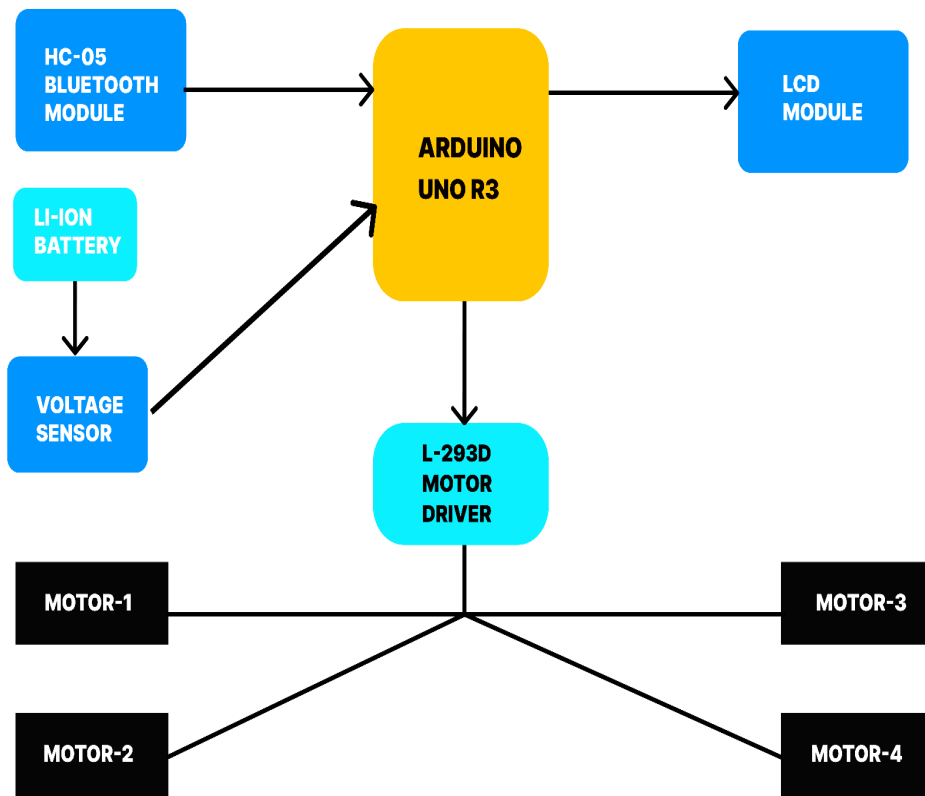 HC-05
BLUETOOTH
MODULE
ARDUINO
UNO R3
LCD
MODULE
LI-ION
BATTERY
VOLTAGE
SENSOR
L-293D
MOTOR
DRIVER
MOTOR-1
MOTOR-3
MOTOR-2
MOTOR-4